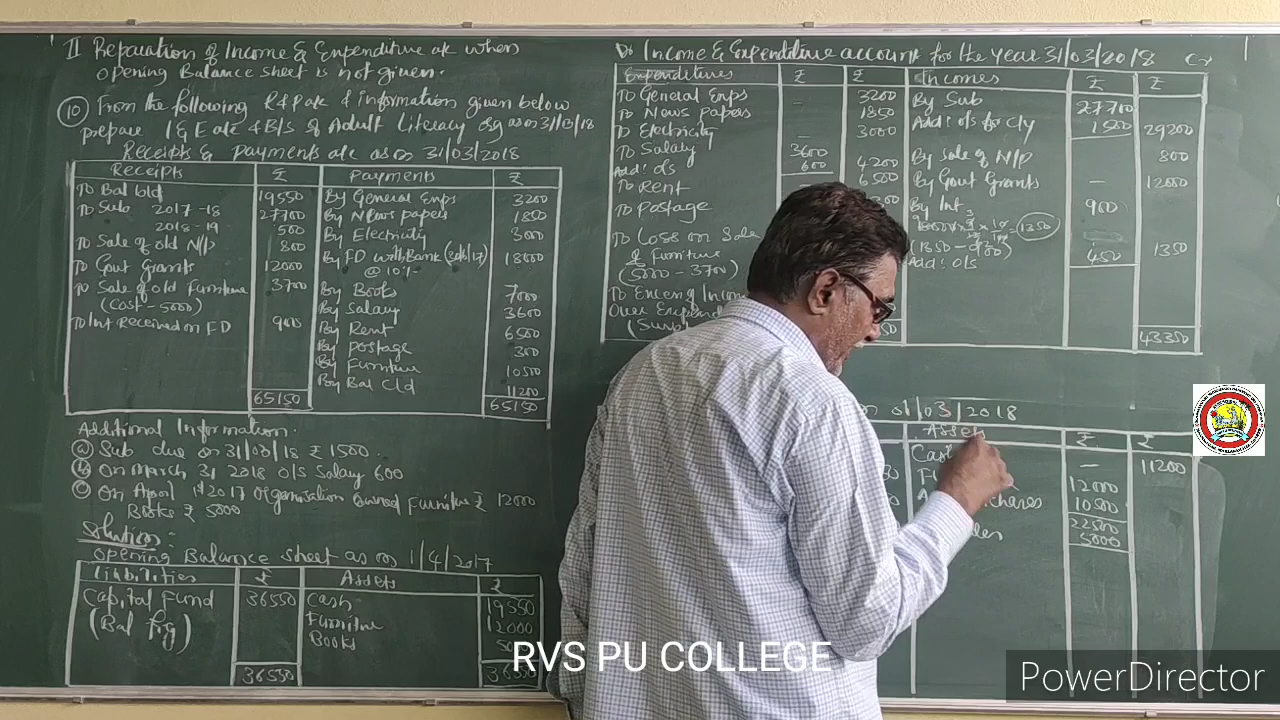 II Preparation of Income & Expenditure a/c when
opening Balance sheet is not given.
10 From the following R&P a/c & information given below
prepare I & E a/c & B/S of Adult Literacy Org as on 31/03/18
Receipts & payments a/c as on 31/03/2018
Receipts ₹ Payments ₹
To Bal b/d 19550 By General Exps 3200
To Sub 2017-18 27700 By News papers 1850
2018-19 500 By Electricity 3000
To Sale of old N/P 800 By FD with Bank 18000
To Govt Grants 12000 @ 10%
To Sale of old Furniture 3700 By Books 7000
(Cost - 5000) By Salary 3600
To Int Received on FD 900 By Rent 6500
By Postage 300
By Furniture 10500
By Bal C/d 11200
65150 65150
Additional Information.
a Sub due on 31/03/18 ₹ 1500.
b On March 31 2018 o/s Salary 600
c On April 1st 2017 Organisation owned Furniture ₹ 12000
Books ₹ 5000
Solution:-
Opening Balance Sheet as on 1/4/2017
Liabilities ₹ Assets ₹
Capital Fund 36550 Cash 19550
(Bal fig) Furniture 12000
Books
36550 36550
Dr Income & Expenditure account for the year 31/03/2018 Cr
Expenditures ₹ ₹ Incomes ₹ ₹
To General Exps - 3200 By Sub 27700
To News papers 1850 Add: o/s for C/y 1500 29200
To Electricity - 3000
To Salary 3600 By Sale of N/P 800
Add: o/s 600 4200 By Govt Grants - 12000
To Rent 6500
To Postage By Int 900
= 1350
To Loss on Sale (1350 - 900)
of Furniture Add: o/s 450 1350
(5000 - 3700)
To Excess of Income
Over
43350
on 31/03/2018
₹ ₹
- 11200
12000
10500
22500
5000
RVS PU COLLEGE
PowerDirector